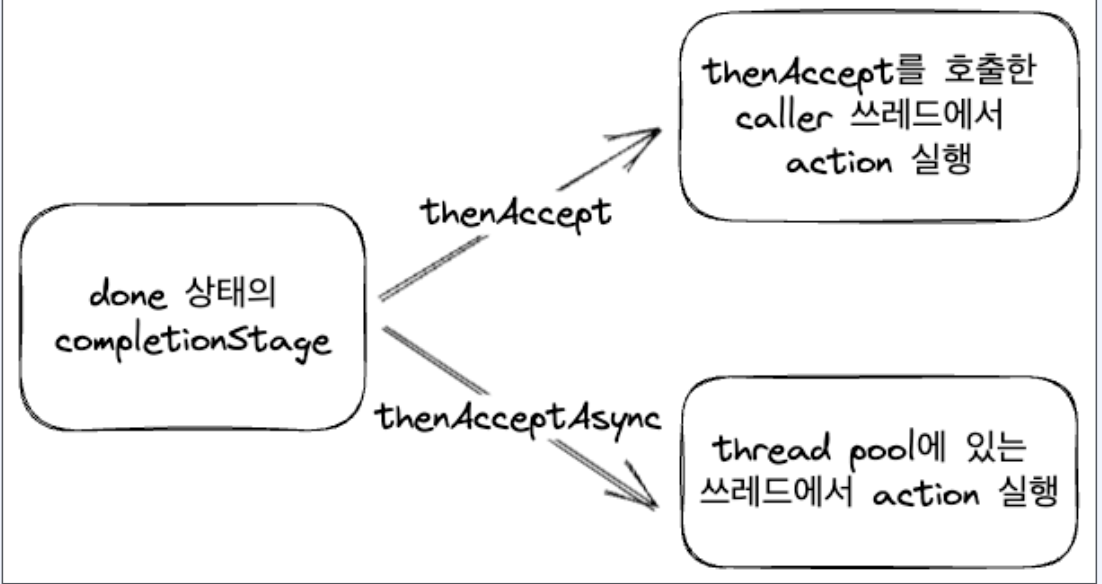 done 상태의
completionStage
thenAccept
thenAccept를 호출한
caller 쓰레드에서
action 실행
thenAcceptAsync
thread pool에 있는
쓰레드에서 action 실행